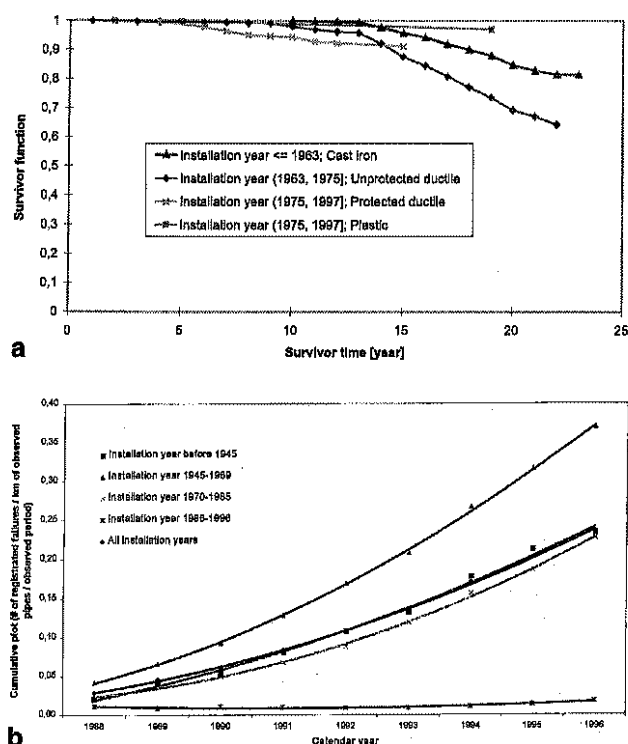 1
0,9
0,8
0,7
0,6
0,5
0,4
0,3
0,2
0,1
0
Survivor function
Installation year <= 1963; Cast iron
Installation year (1963, 1975]; Unprotected ductile
Installation year (1975, 1997]; Protected ductile
Installation year (1975, 1997]; Plastic
0 5 10 15 20 25
Survivor time [year]
a
0,40
0,35
0,30
0,25
0,20
0,15
0,10
0,05
0,00
Cumulative plot (# of registrated failures / km of observed
pipes / observed period)
Installation year before 1945
Installation year 1945-1969
Installation year 1970-1985
Installation year 1986-1996
All installation years
1988 1989 1990 1991 1992 1993 1994 1995 1996
Calendar year
b